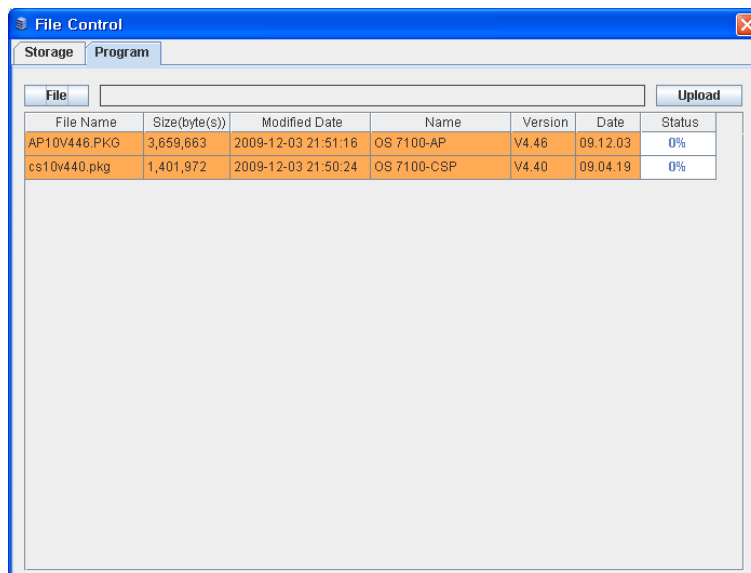 File Control
Storage Program
File Upload
File Name Size(byte(s)) Modified Date Name Version Date Status
AP10V446.PKG 3,659,663 2009-12-03 21:51:16 OS 7100-AP V4.46 09.12.03 0%
cs10v440.pkg 1,401,972 2009-12-03 21:50:24 OS 7100-CSP V4.40 09.04.19 0%